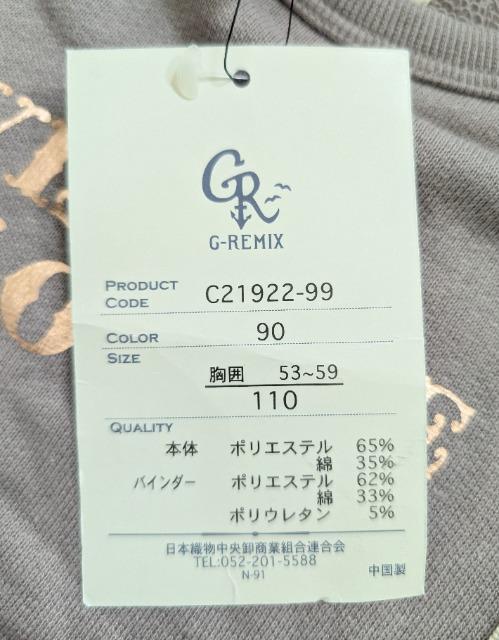 GR
G-REMIX
PRODUCT CODE C21922-99
COLOR 90
SIZE
胸囲 53~59
110
QUALITY
本体 ポリエステル 65%
綿 35%
バインダー ポリエステル 62%
綿 33%
ポリウレタン 5%
日本織物中央卸商業組合連合会
TEL:052-201-5588
N-91
中国製